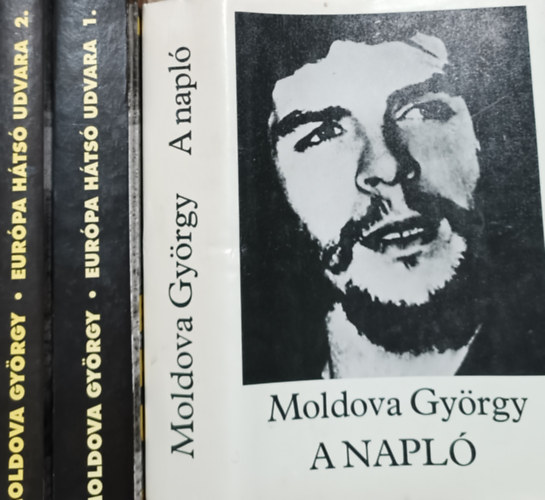 MOLDOVA GYÖRGY • EURÓPA HÁTSÓ UDVARA 2.
MOLDOVA GYÖRGY • EURÓPA HÁTSÓ UDVARA 1.
Moldova György A napló
Moldova György
A NAPLÓ